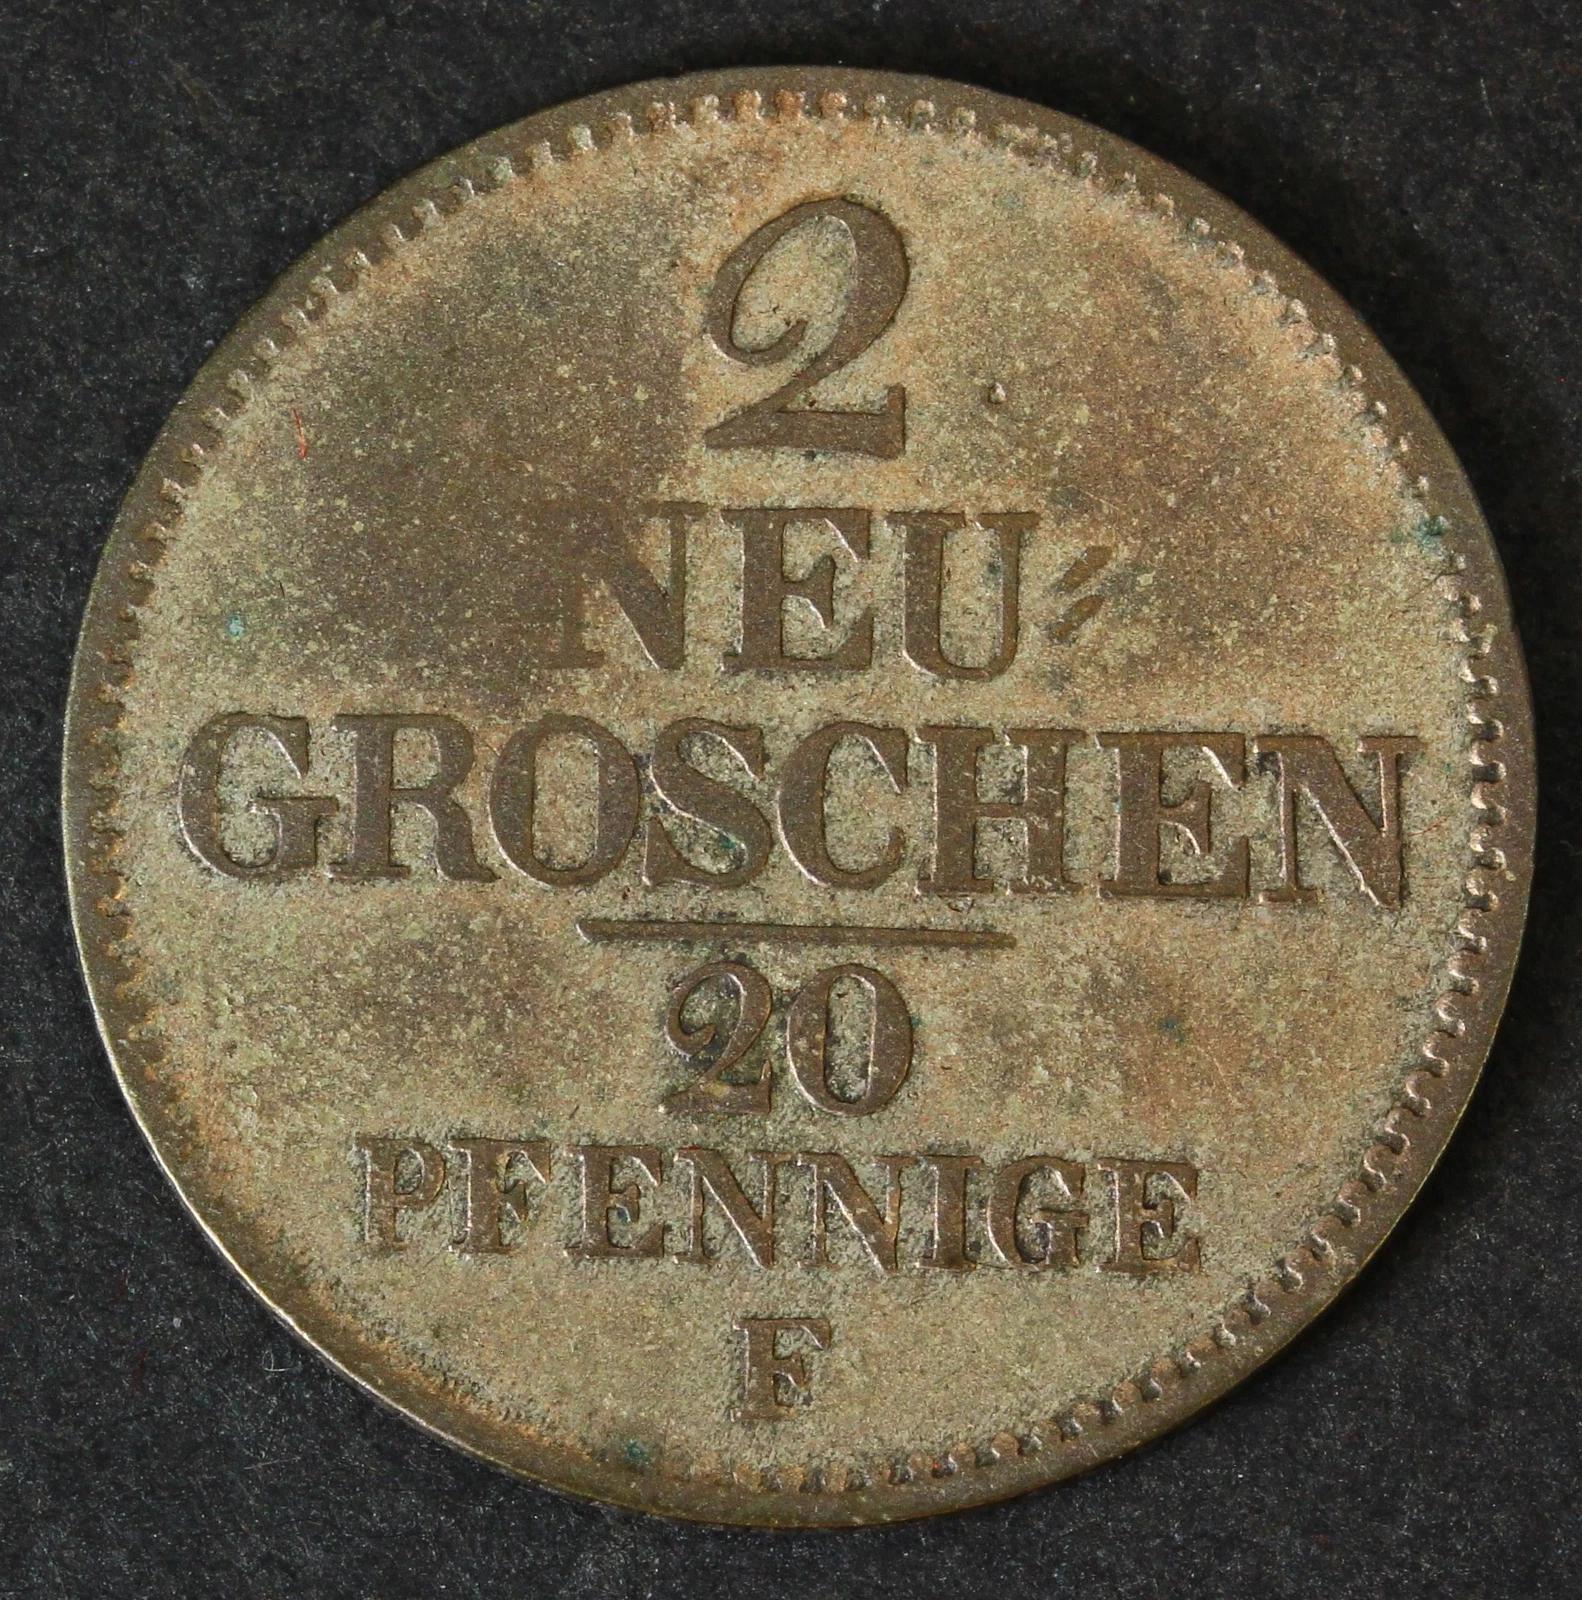 2
NEU⸗
GROSCHEN
20
PFENNIGE
F